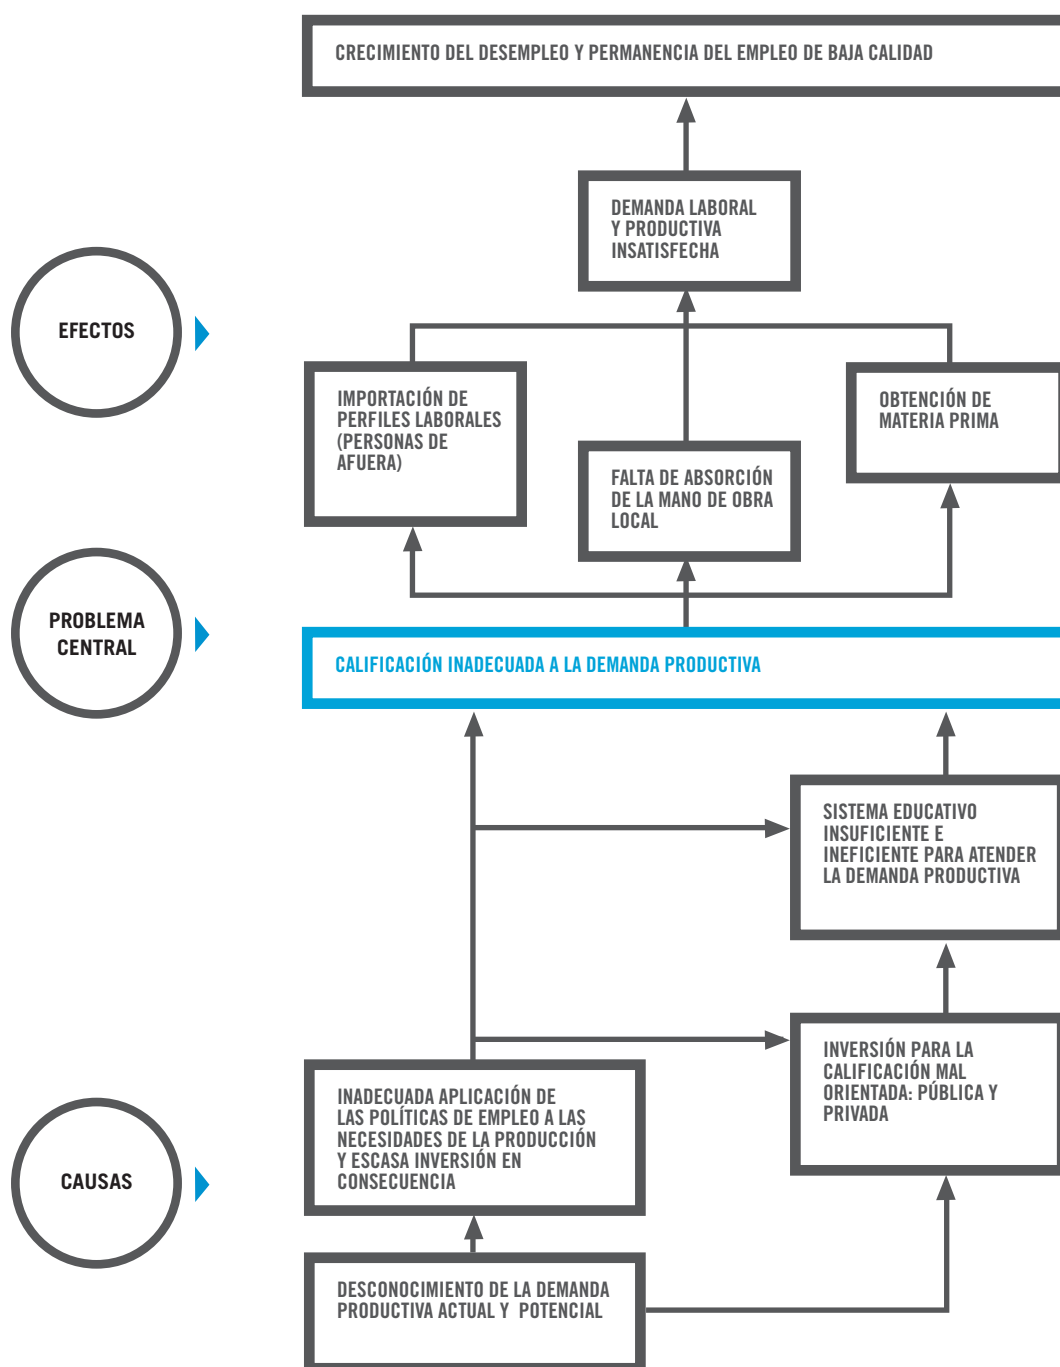 CRECIMIENTO DEL DESEMPLEO Y PERMANENCIA DEL EMPLEO DE BAJA CALIDAD
DEMANDA LABORAL
Y PRODUCTIVA
INSATISFECHA
EFECTOS
IMPORTACIÓN DE
PERFILES LABORALES
(PERSONAS DE
AFUERA)
FALTA DE ABSORCIÓN
DE LA MANO DE OBRA
LOCAL
OBTENCIÓN DE
MATERIA PRIMA
PROBLEMA
CENTRAL
CALIFICACIÓN INADECUADA A LA DEMANDA PRODUCTIVA
SISTEMA EDUCATIVO
INSUFICIENTE E
INEFICIENTE PARA ATENDER
LA DEMANDA PRODUCTIVA
INVERSIÓN PARA LA
CALIFICACIÓN MAL
ORIENTADA: PÚBLICA Y
PRIVADA
CAUSAS
INADECUADA APLICACIÓN DE
LAS POLÍTICAS DE EMPLEO A LAS
NECESIDADES DE LA PRODUCCIÓN
Y ESCASA INVERSIÓN EN
CONSECUENCIA
DESCONOCIMIENTO DE LA DEMANDA
PRODUCTIVA ACTUAL Y POTENCIAL